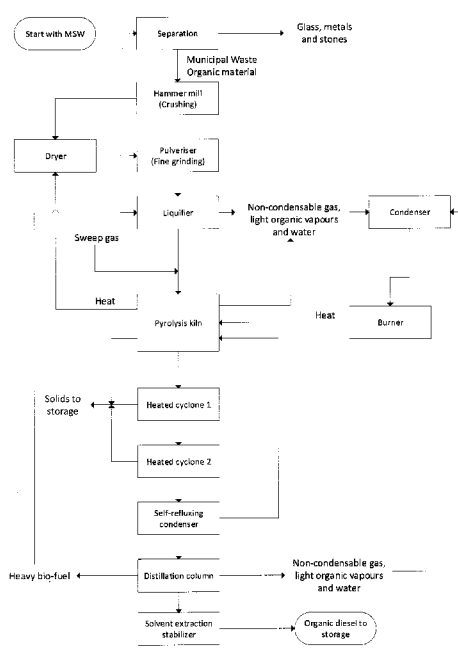 Start with MSW
Separation
Glass, metals
and stones
Municipal Waste
Organic material
Hammer mill
(Crushing)
Dryer
Pulveriser
(Fine grinding)
Liquifier
Non-condensable gas,
light organic vapours
and water
Condenser
Sweep gas
Heat
Pyrolysis kiln
Heat
Burner
Solids to
storage
Heated cyclone 1
Heated cyclone 2
Self-refluxing
condenser
Heavy bio-fuel
Distillation column
Non-condensable gas,
light organic vapours
and water
Solvent extraction
stabilizer
Organic diesel to
storage